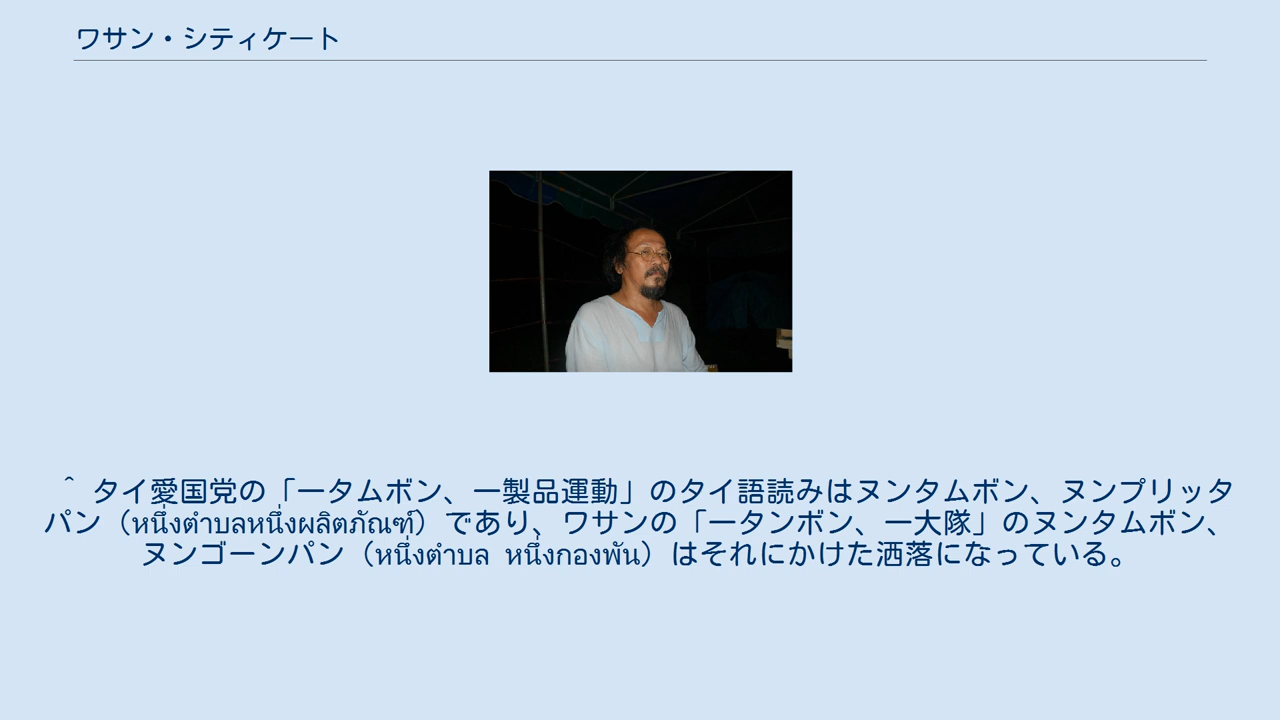 ワサン・シティケート
^ タイ愛国党の「一タムボン、一製品運動」のタイ語読みはヌンタムボン、ヌンプリッタ
パン（หนึ่งตำบลหนึ่งผลิตภัณฑ์）であり、ワサンの「一タンボン、一大隊」のヌンタムボン、
ヌンゴーンパン（หนึ่งตำบล หนึ่งกองพัน）はそれにかけた洒落になっている。